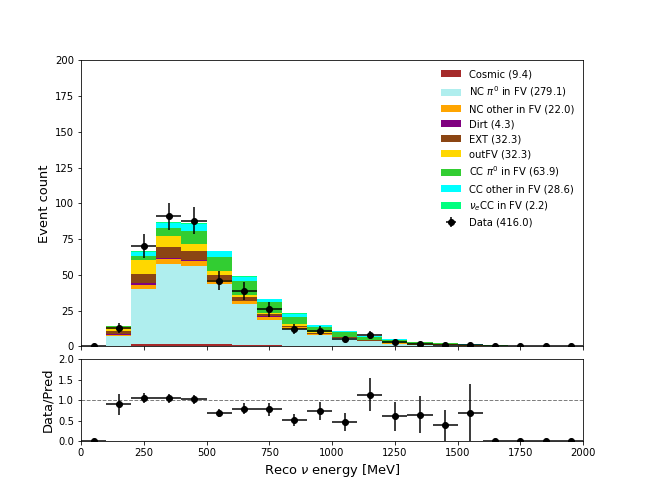 200
175
150
125
100
75
50
25
0
Event count
Cosmic (9.4)
NC π⁰ in FV (279.1)
NC other in FV (22.0)
Dirt (4.3)
EXT (32.3)
outFV (32.3)
CC π⁰ in FV (63.9)
CC other in FV (28.6)
νₑCC in FV (2.2)
Data (416.0)
2.0
1.5
1.0
0.5
0.0
Data/Pred
0 250 500 750 1000 1250 1500 1750 2000
Reco ν energy [MeV]